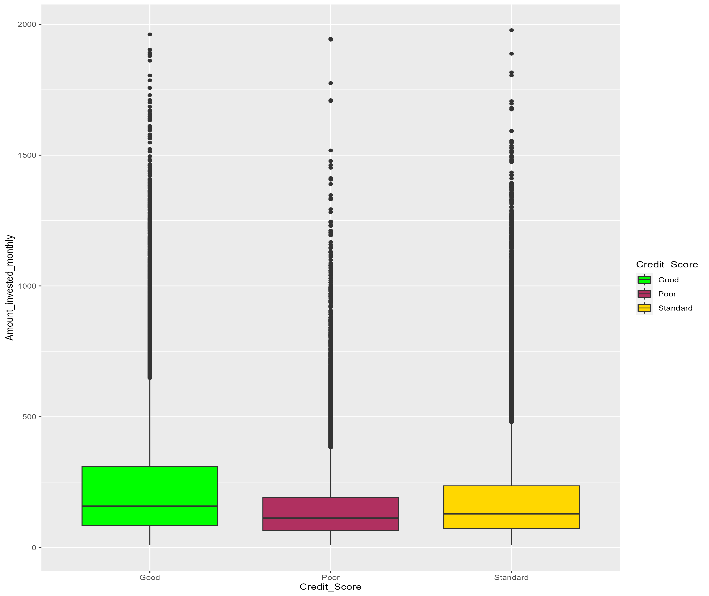 2000
1500
1000
500
0
Amount_invested_monthly
Good
Poor
Standard
Credit_Score
Credit_Score
Good
Poor
Standard